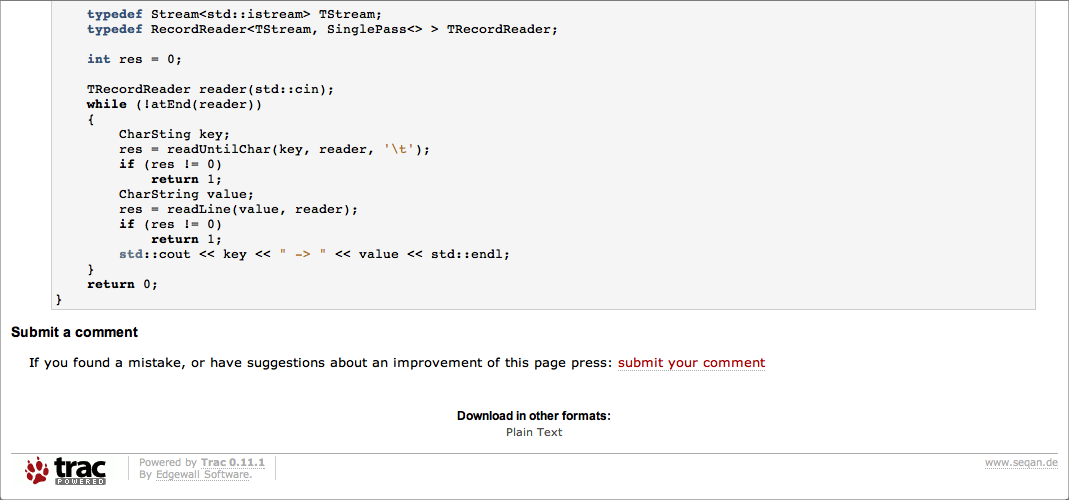 typedef Stream<std::istream> TStream;
typedef RecordReader<TStream, SinglePass<> > TRecordReader;
int res = 0;
TRecordReader reader(std::cin);
while (!atEnd(reader))
{
CharSting key;
res = readUntilChar(key, reader, '\t');
if (res != 0)
return 1;
CharString value;
res = readLine(value, reader);
if (res != 0)
return 1;
std::cout << key << " -> " << value << std::endl;
}
return 0;
}
Submit a comment
If you found a mistake, or have suggestions about an improvement of this page press: submit your comment
Download in other formats:
Plain Text
trac POWERED
Powered by Trac 0.11.1
By Edgewall Software.
www.seqan.de